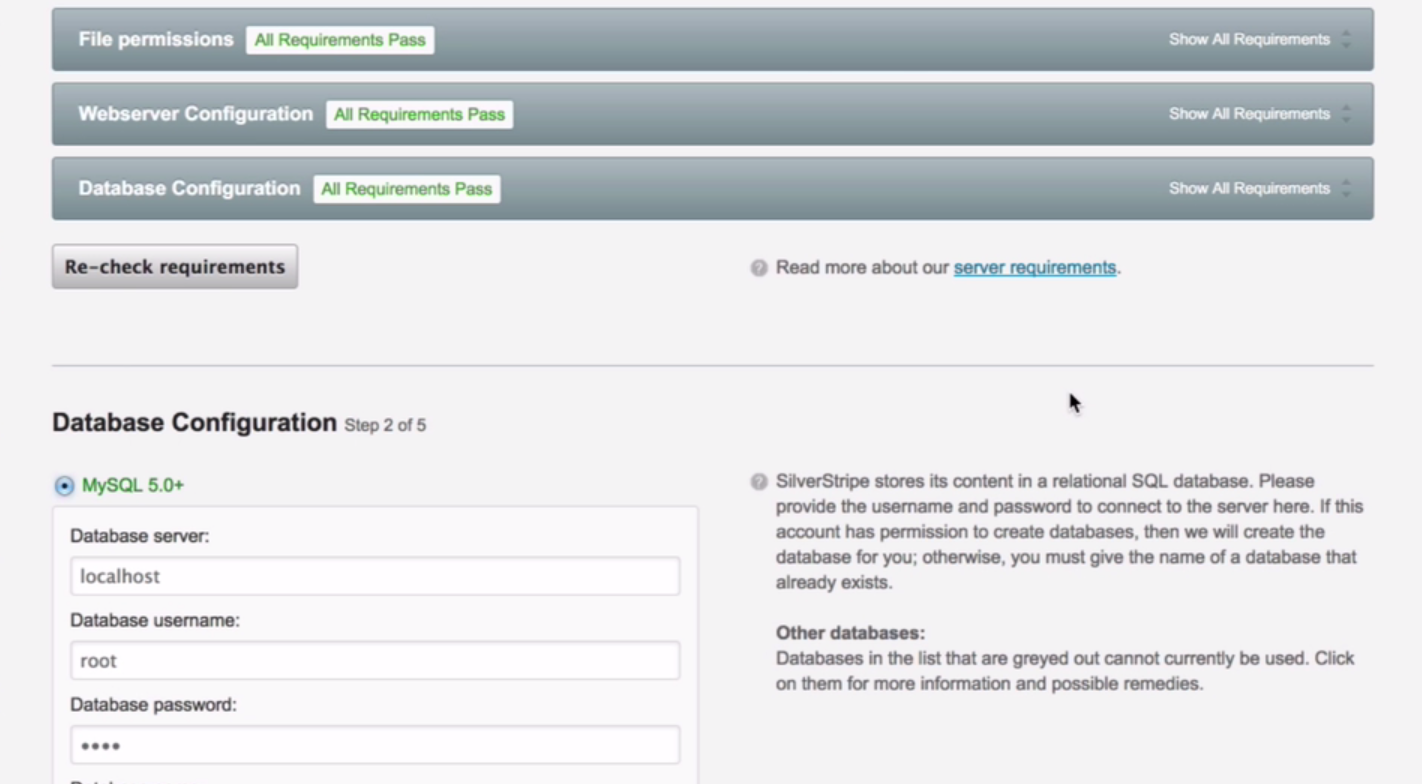 File permissions All Requirements Pass Show All Requirements
Webserver Configuration All Requirements Pass Show All Requirements
Database Configuration All Requirements Pass Show All Requirements
Re-check requirements
Read more about our server requirements.
Database Configuration Step 2 of 5
MySQL 5.0+
Database server:
localhost
Database username:
root
Database password:
••••
SilverStripe stores its content in a relational SQL database. Please
provide the username and password to connect to the server here. If this
account has permission to create databases, then we will create the
database for you; otherwise, you must give the name of a database that
already exists.
Other databases:
Databases in the list that are greyed out cannot currently be used. Click
on them for more information and possible remedies.